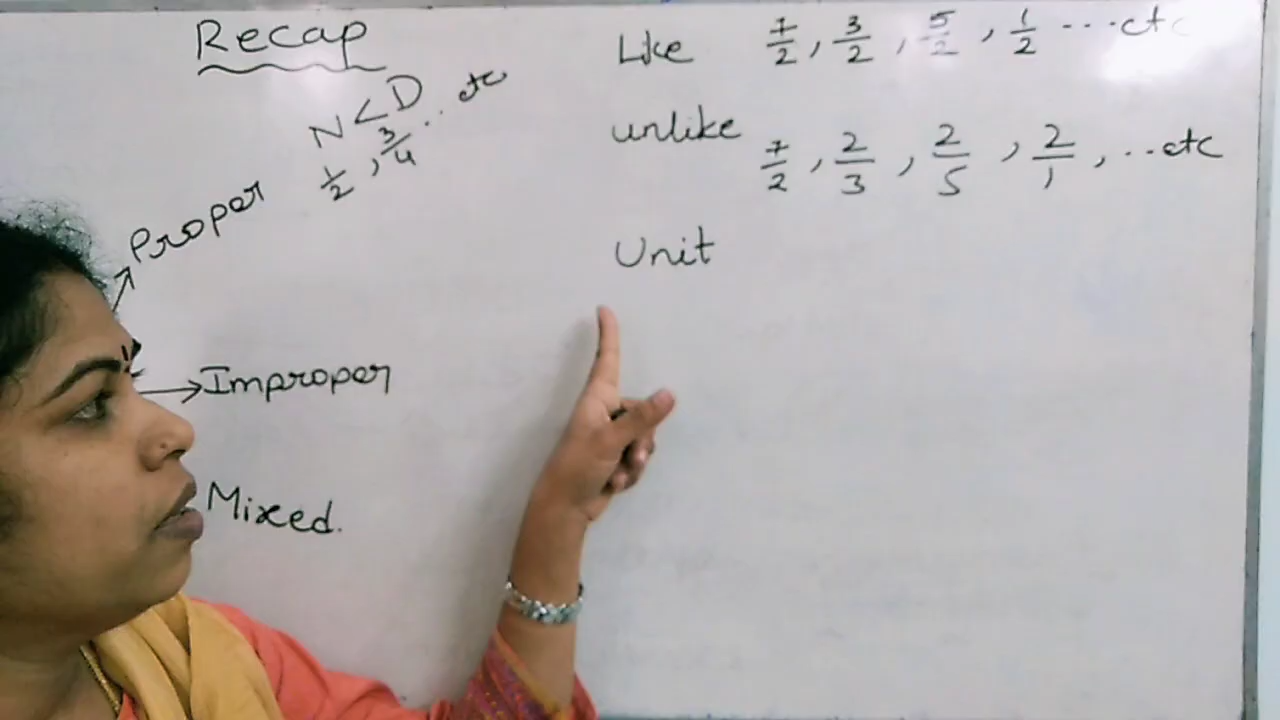 Recap
N<D
1/2, 3/4 .. etc
Proper
Improper
Mixed.
Like 7/2, 3/2, 5/2, 1/2 ... etc
unlike 7/2, 2/3, 2/5, 2/1, ..etc
Unit